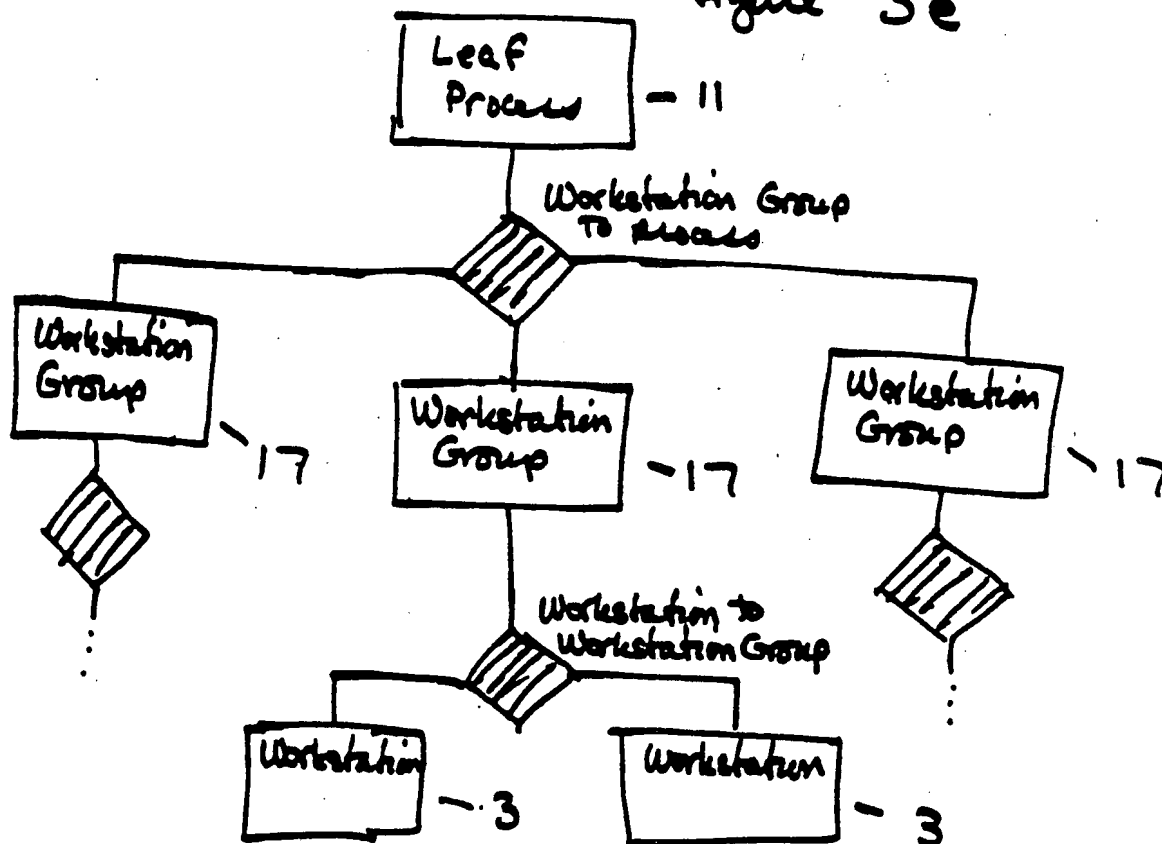 Figure 3e
Leaf
Process
11
Workstation Group
To Process
Workstation
Group
17
Workstation
Group
17
Workstation
Group
17
Workstation to
Workstation Group
Workstation
3
Workstation
3